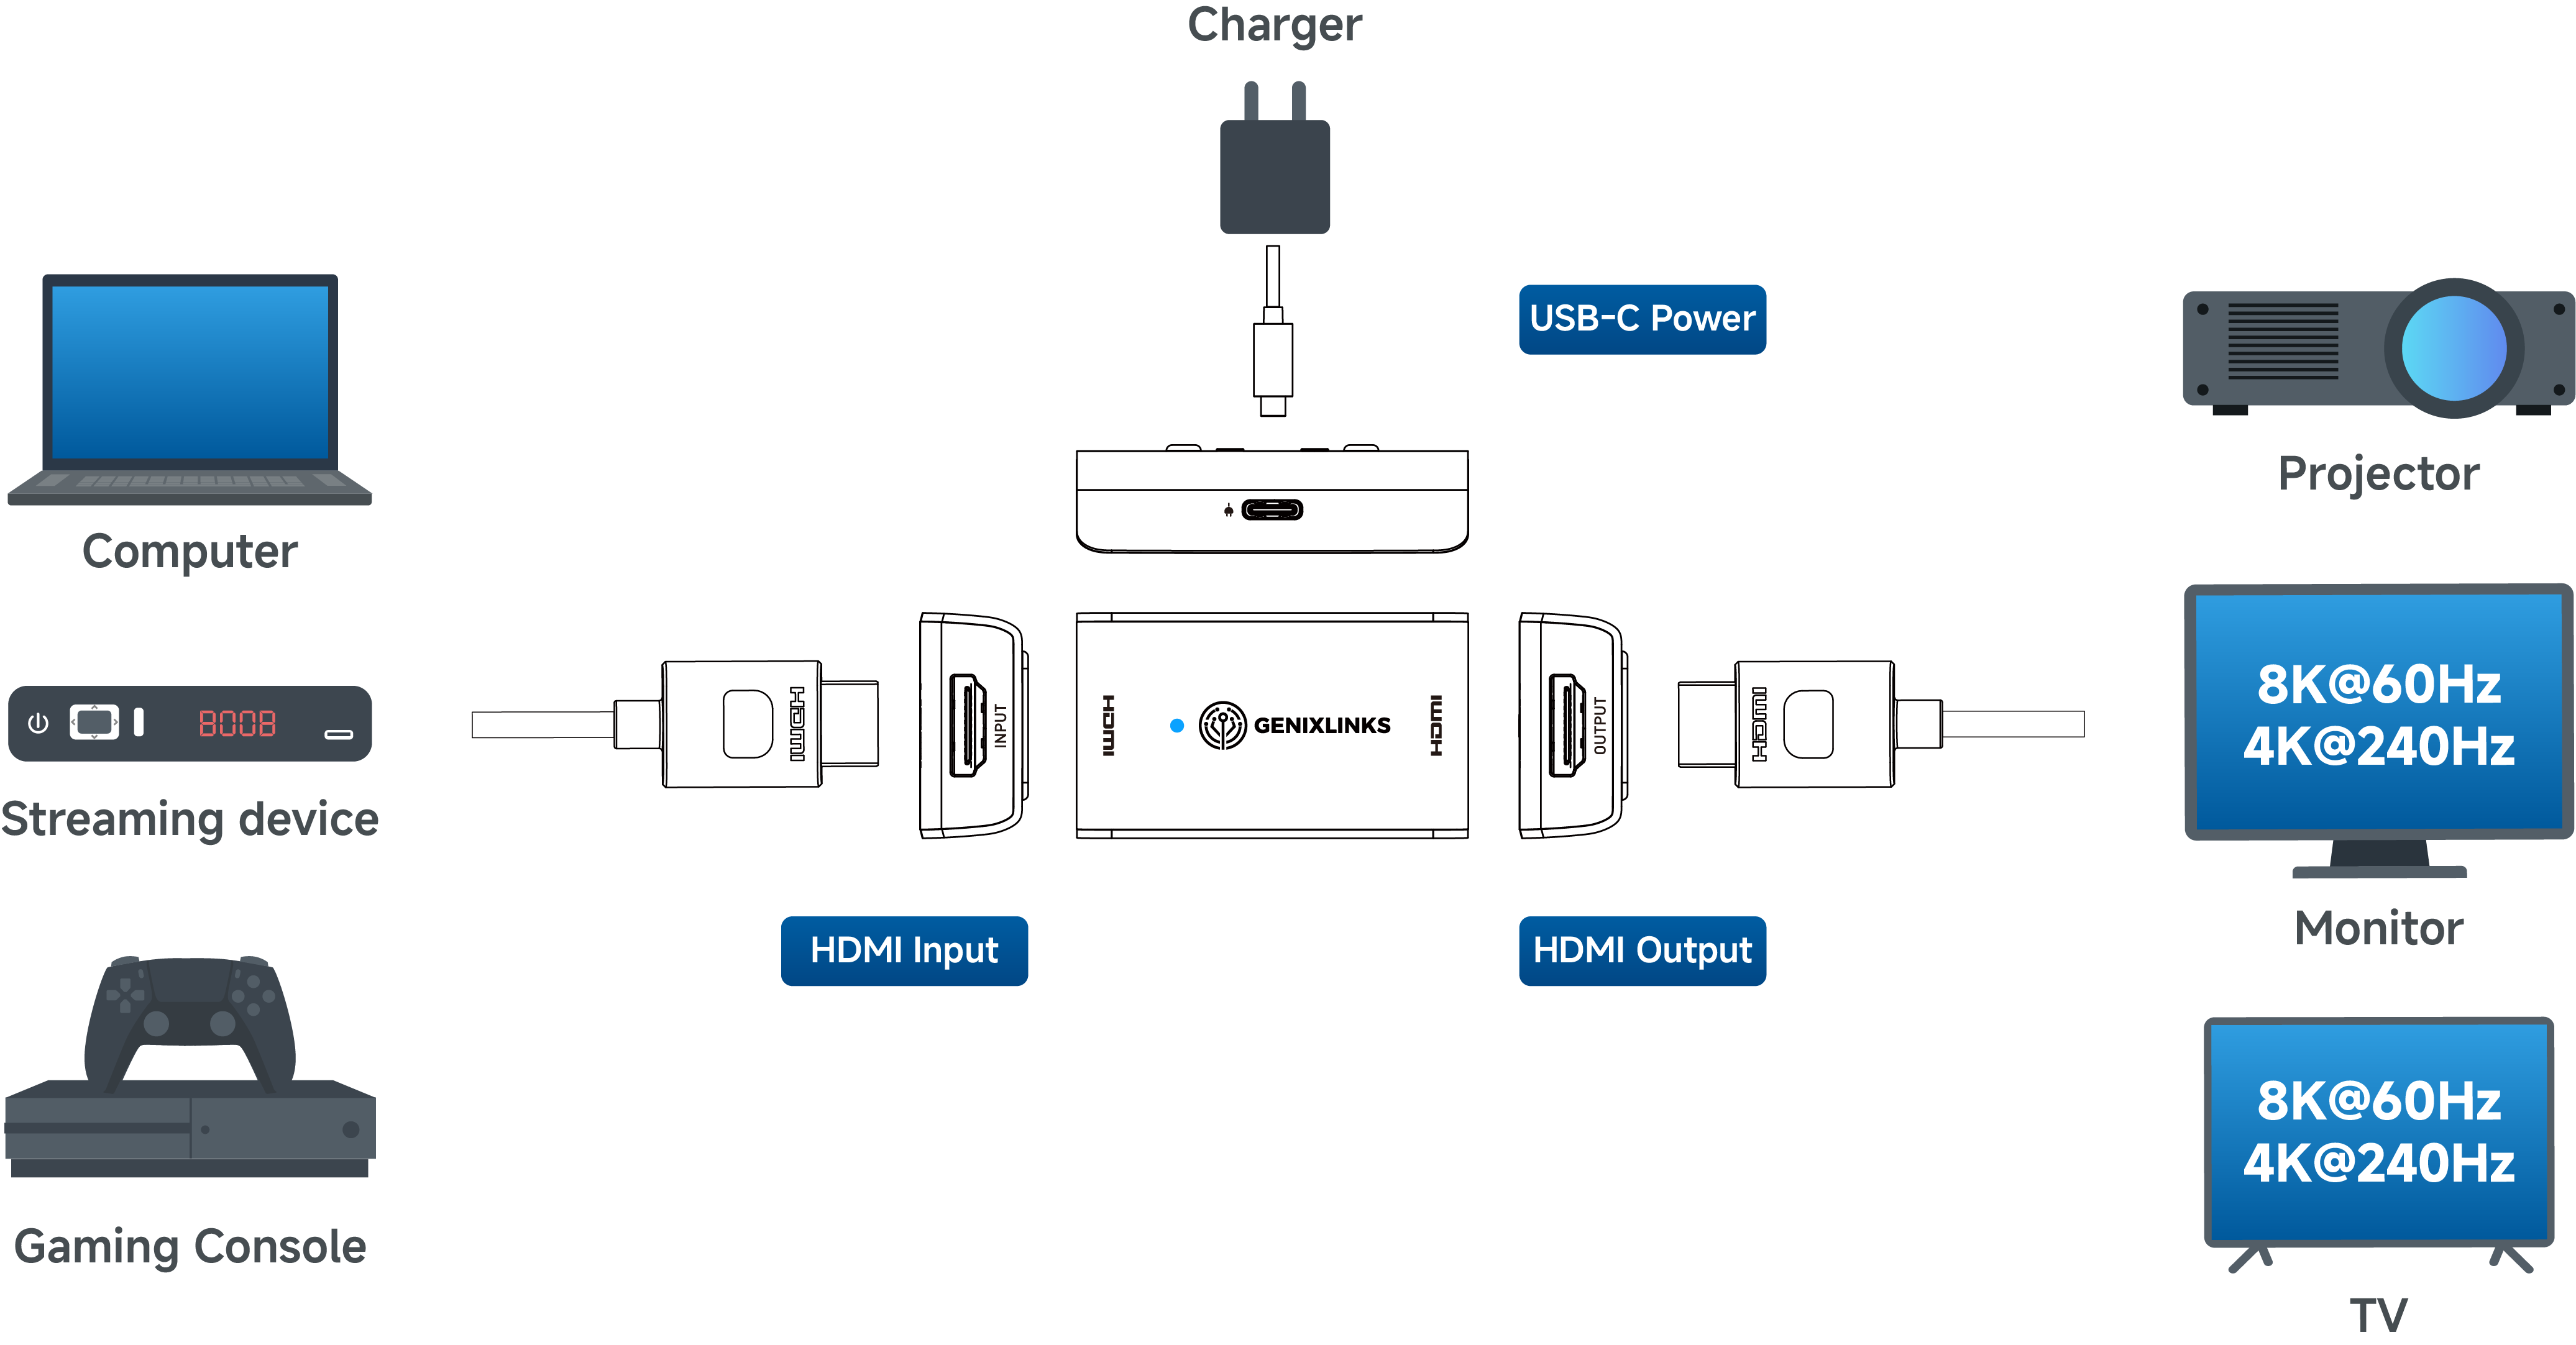 Charger
USB-C Power
Computer
Projector
8K@60Hz
4K@240Hz
Monitor
8008
Streaming device
HDMI
INPUT
HDMI
GENIXLINKS
HDMI
OUTPUT
HDMI
HDMI Input
HDMI Output
8K@60Hz
4K@240Hz
Gaming Console
TV